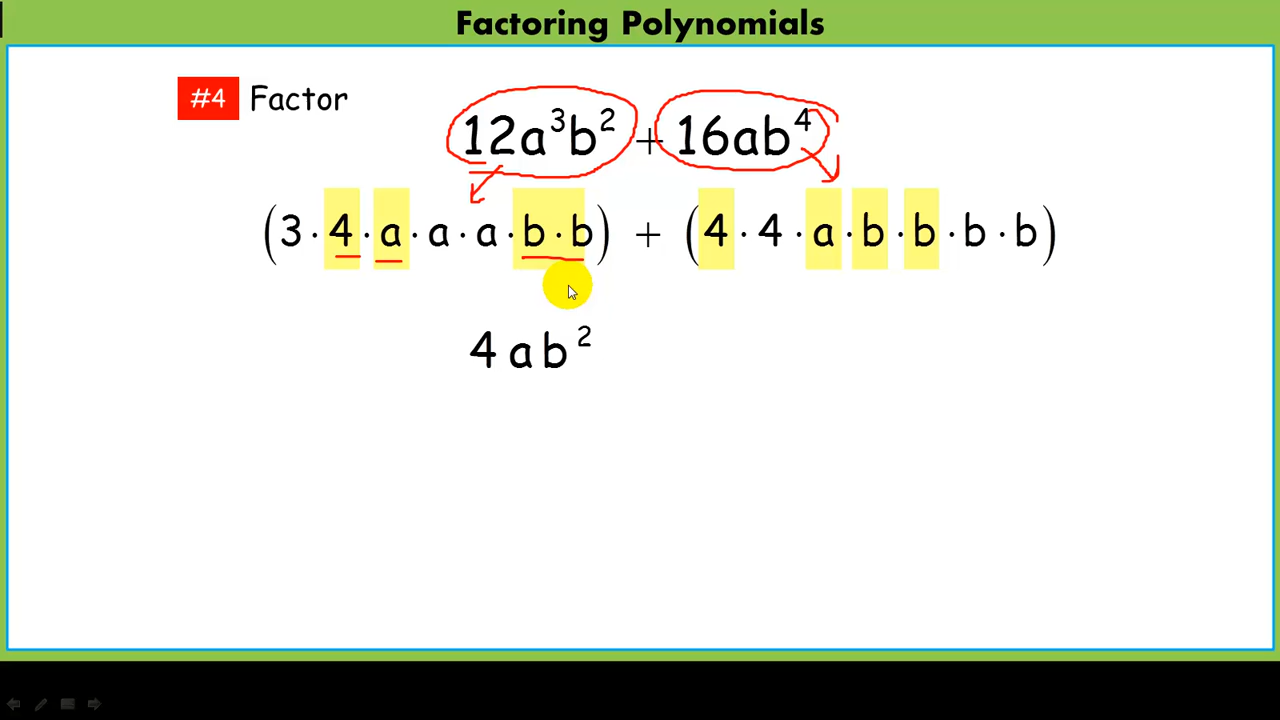 Factoring Polynomials
#4 Factor
12a³b² + 16ab⁴
(3 · 4 · a · a · a · b · b) + (4 · 4 · a · b · b · b · b)
4ab²